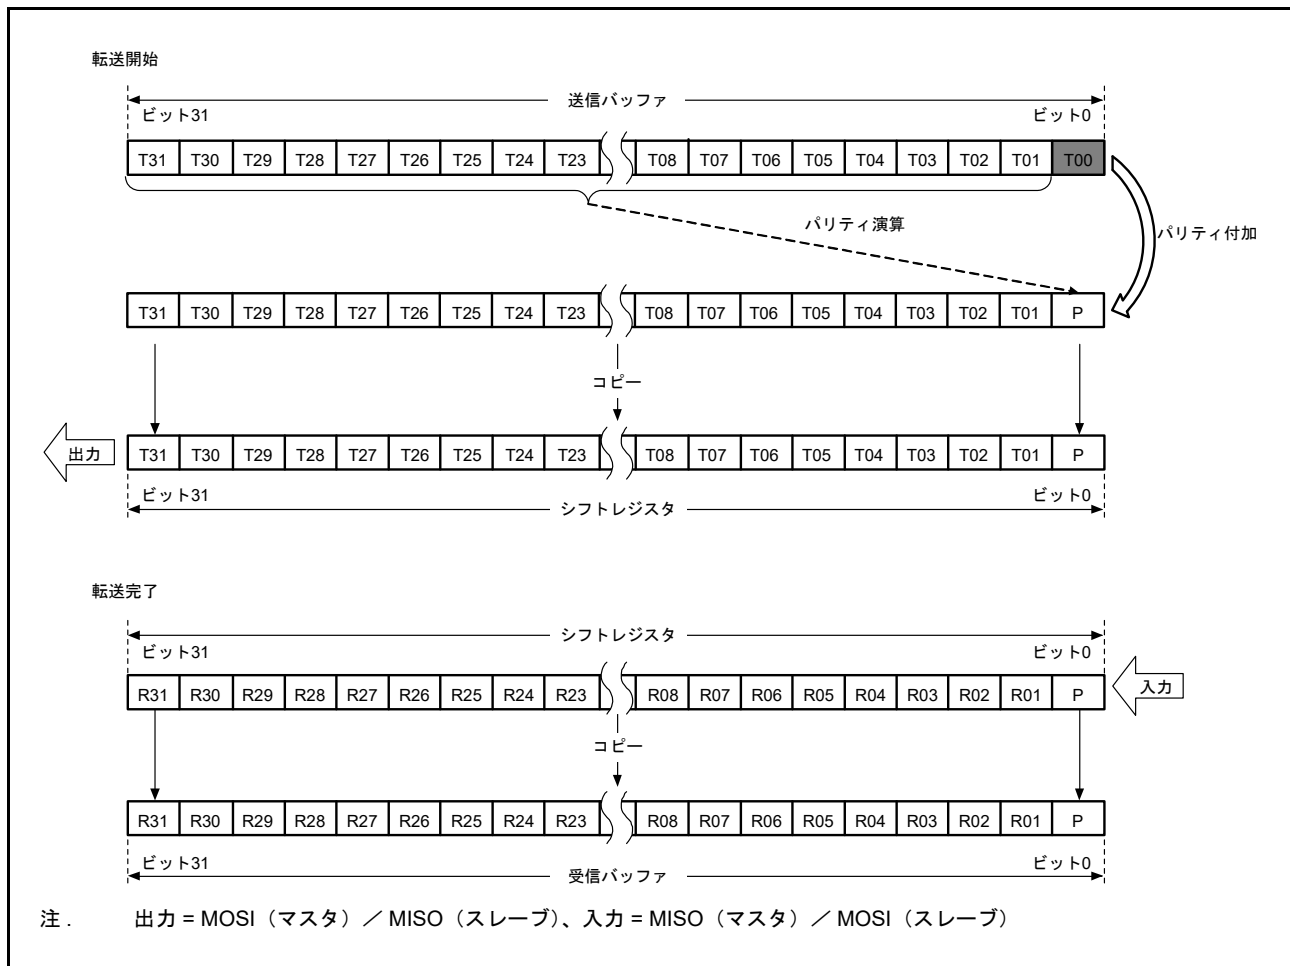 転送開始
送信バッファ
ビット31 ビット0
T31 T30 T29 T28 T27 T26 T25 T24 T23 T08 T07 T06 T05 T04 T03 T02 T01 T00
パリティ演算
パリティ付加
T31 T30 T29 T28 T27 T26 T25 T24 T23 T08 T07 T06 T05 T04 T03 T02 T01 P
コピー
出力
T31 T30 T29 T28 T27 T26 T25 T24 T23 T08 T07 T06 T05 T04 T03 T02 T01 P
ビット31 ビット0
シフトレジスタ
転送完了
シフトレジスタ
ビット31 ビット0
R31 R30 R29 R28 R27 R26 R25 R24 R23 R08 R07 R06 R05 R04 R03 R02 R01 P
入力
コピー
R31 R30 R29 R28 R27 R26 R25 R24 R23 R08 R07 R06 R05 R04 R03 R02 R01 P
ビット31 ビット0
受信バッファ
注． 出力 = MOSI（マスタ）／ MISO（スレーブ）、入力 = MISO（マスタ）／ MOSI（スレーブ）